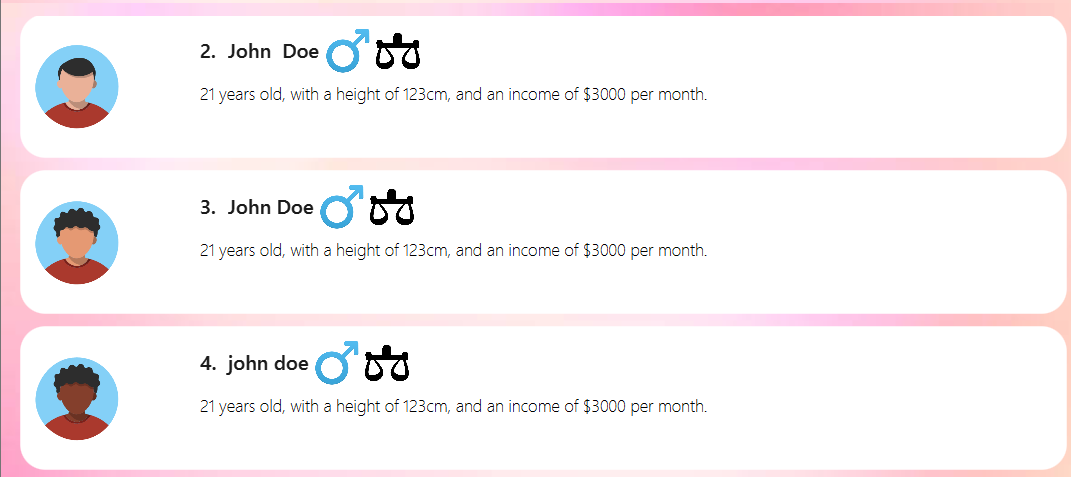 2. John Doe
21 years old, with a height of 123cm, and an income of $3000 per month.
3. John Doe
21 years old, with a height of 123cm, and an income of $3000 per month.
4. john doe
21 years old, with a height of 123cm, and an income of $3000 per month.